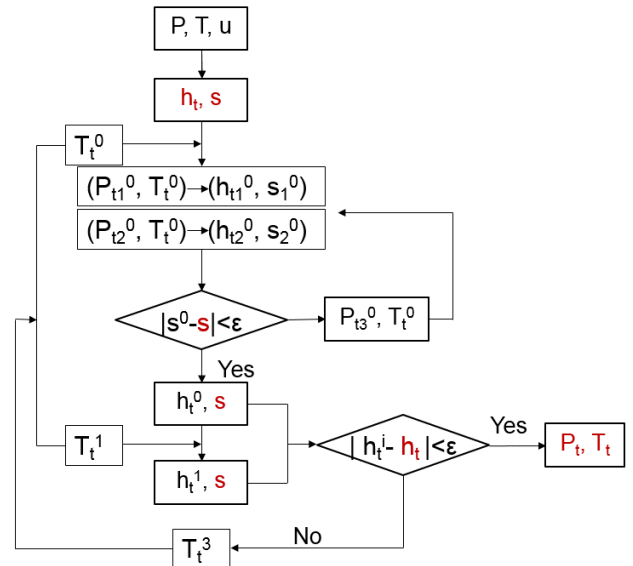 P, T, u
hₜ, s
Tₜ⁰
(Pₜ₁⁰, Tₜ⁰)→(hₜ₁⁰, s₁⁰)
(Pₜ₂⁰, Tₜ⁰)→(hₜ₂⁰, s₂⁰)
|s⁰-s|<ε
Pₜ₃⁰, Tₜ⁰
Yes
hₜ⁰, s
Tₜ¹
| hₜⁱ- hₜ |<ε
Yes
Pₜ, Tₜ
hₜ¹, s
No
Tₜ³